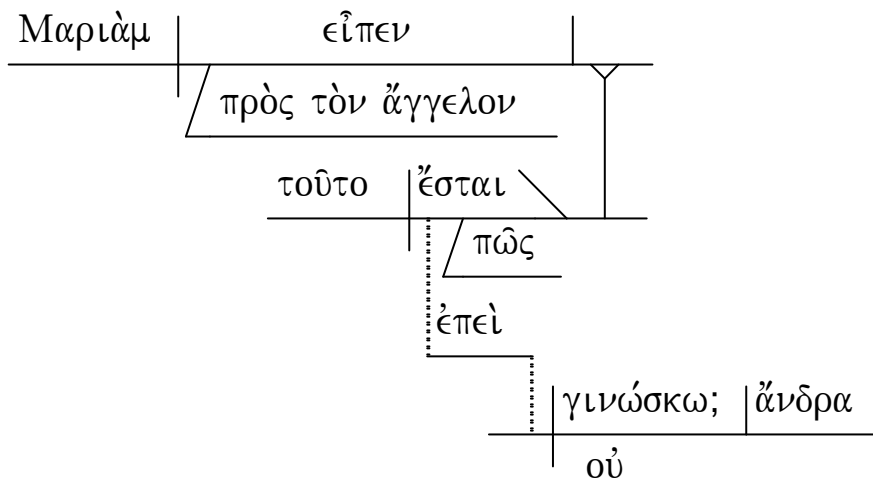 Μαριὰμ εἶπεν
πρὸς τὸν ἄγγελον
τοῦτο ἔσται
πῶς
ἐπεὶ
γινώσκω; ἄνδρα
οὐ